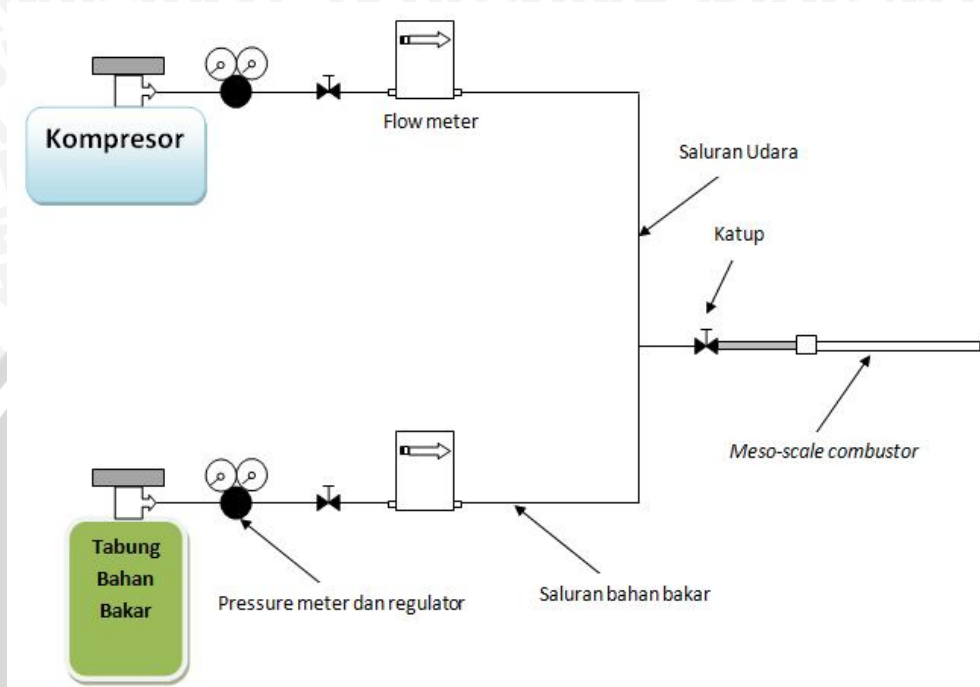 Kompresor
Flow meter
Saluran Udara
Katup
Meso-scale combustor
Tabung
Bahan
Bakar
Pressure meter dan regulator
Saluran bahan bakar